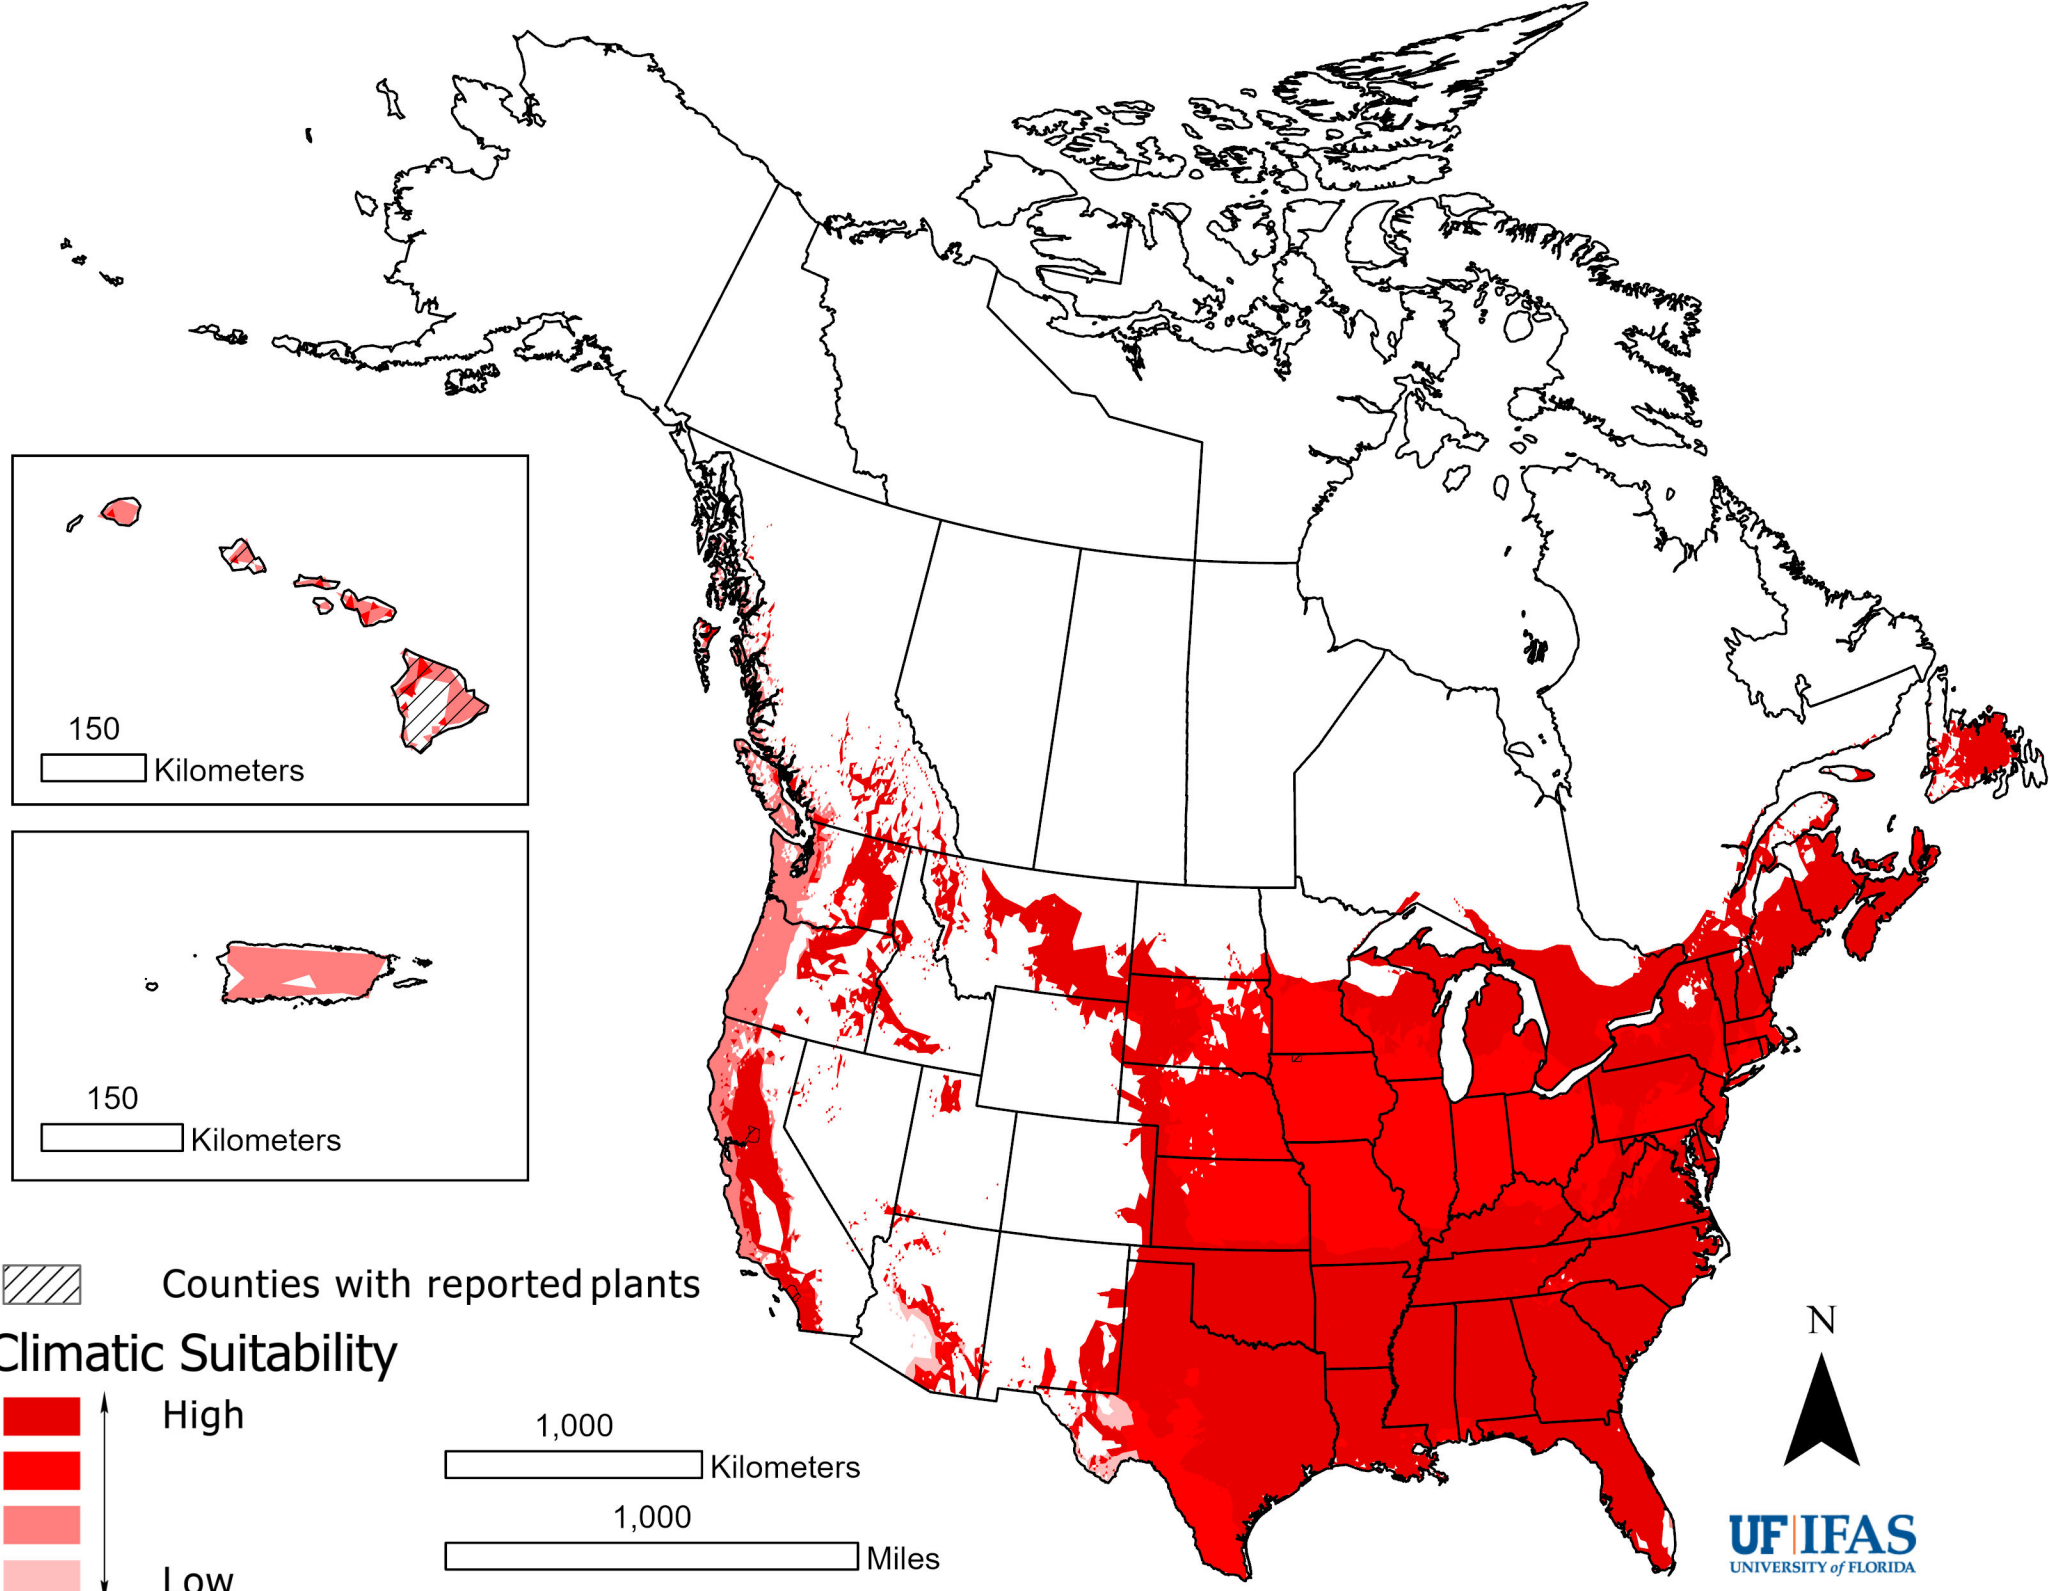 150
Kilometers
150
Kilometers
Counties with reported plants
Climatic Suitability
High
Low
1,000
Kilometers
1,000
Miles
N
UF|IFAS
UNIVERSITY of FLORIDA